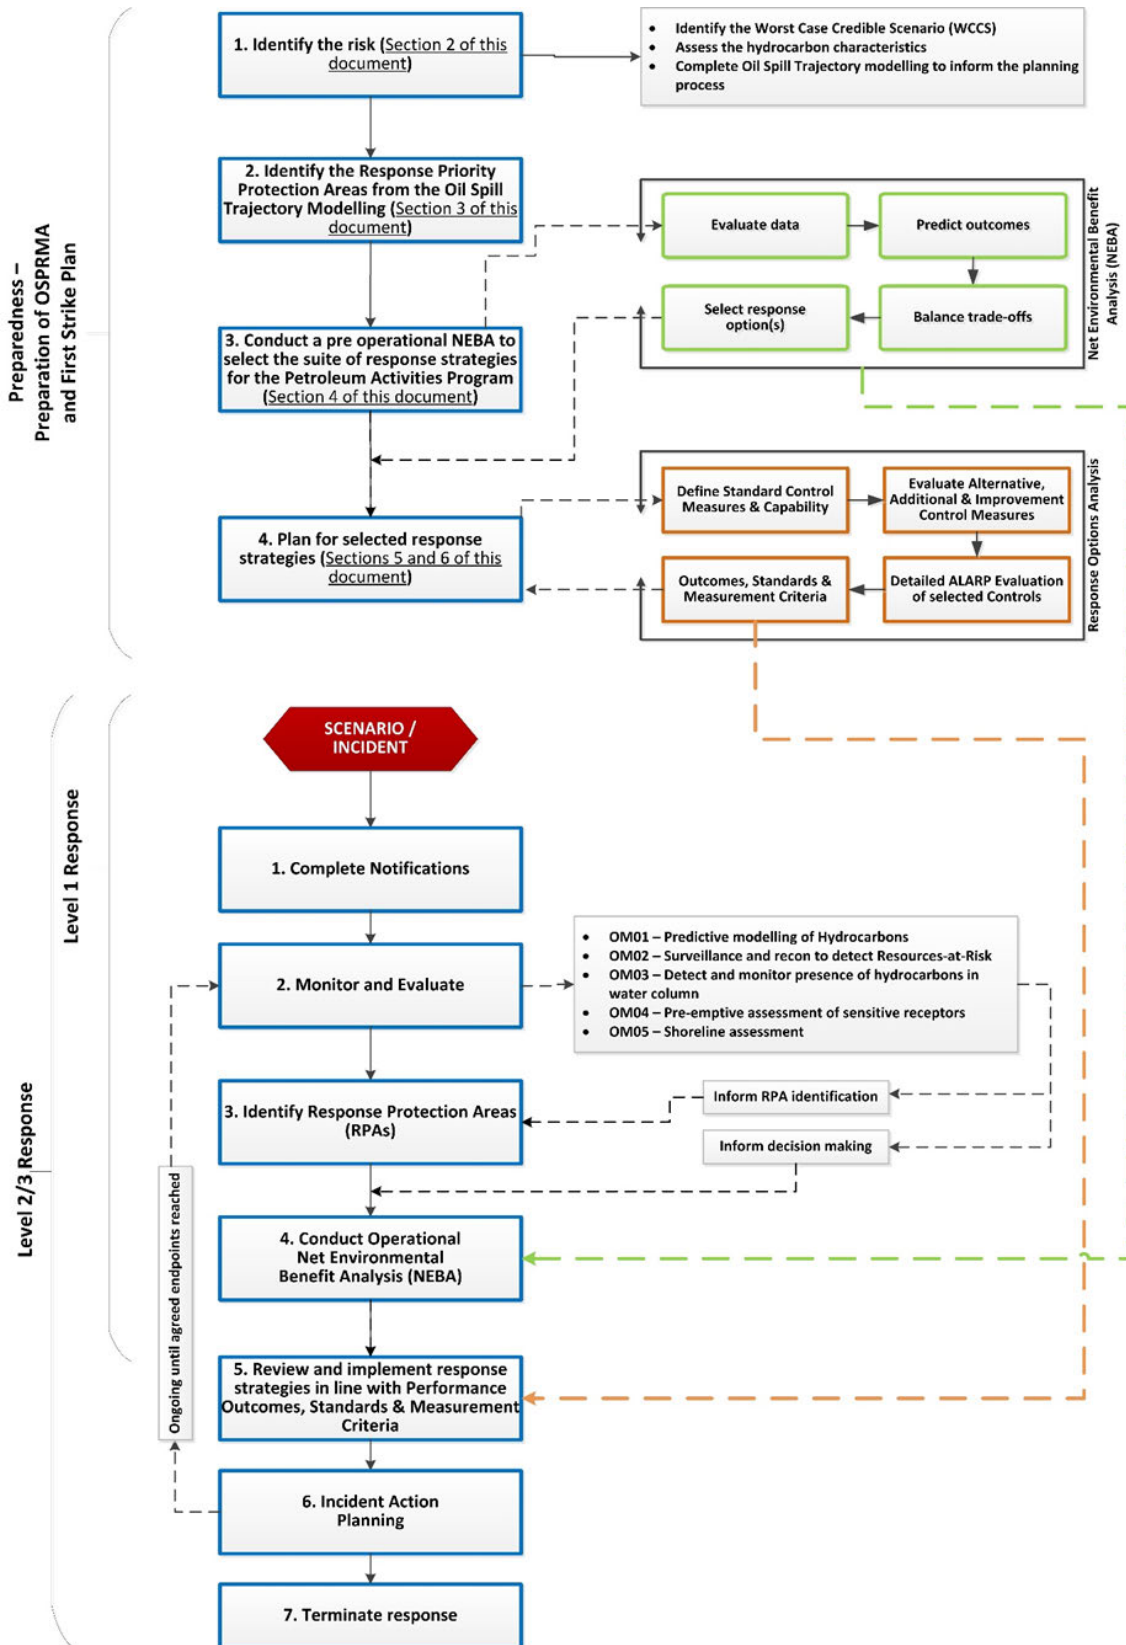 Preparedness –
Preparation of OSPRMA
and First Strike Plan
1. Identify the risk (Section 2 of this
document)
• Identify the Worst Case Credible Scenario (WCCS)
• Assess the hydrocarbon characteristics
• Complete Oil Spill Trajectory modelling to inform the planning
process
2. Identify the Response Priority
Protection Areas from the Oil Spill
Trajectory Modelling (Section 3 of this
document)
Evaluate data
Predict outcomes
Select response
option(s)
Balance trade-offs
Net Environmental Benefit
Analysis (NEBA)
3. Conduct a pre operational NEBA to
select the suite of response strategies
for the Petroleum Activities Program
(Section 4 of this document)
Define Standard Control
Measures & Capability
Evaluate Alternative,
Additional & Improvement
Control Measures
Outcomes, Standards &
Measurement Criteria
Detailed ALARP Evaluation
of selected Controls
Response Options Analysis
4. Plan for selected response
strategies (Sections 5 and 6 of this
document)
Level 2/3 Response
Level 1 Response
SCENARIO /
INCIDENT
1. Complete Notifications
2. Monitor and Evaluate
• OM01 – Predictive modelling of Hydrocarbons
• OM02 – Surveillance and recon to detect Resources-at-Risk
• OM03 – Detect and monitor presence of hydrocarbons in
water column
• OM04 – Pre-emptive assessment of sensitive receptors
• OM05 – Shoreline assessment
3. Identify Response Protection Areas
(RPAs)
Inform RPA identification
Inform decision making
4. Conduct Operational
Net Environmental
Benefit Analysis (NEBA)
Ongoing until agreed endpoints reached
5. Review and implement response
strategies in line with Performance
Outcomes, Standards & Measurement
Criteria
6. Incident Action
Planning
7. Terminate response